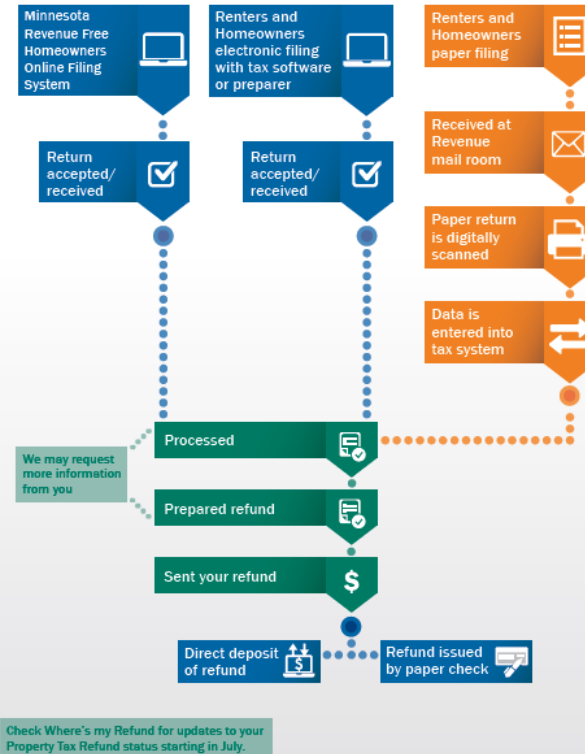 Minnesota
Revenue Free
Homeowners
Online Filing
System
Renters and
Homeowners
electronic filing
with tax software
or preparer
Renters and
Homeowners
paper filing
Return
accepted/
received
Return
accepted/
received
Received at
Revenue
mail room
Paper return
is digitally
scanned
Data is
entered into
tax system
Processed
We may request
more information
from you
Prepared refund
Sent your refund
$
Direct deposit
of refund
$
Refund issued
by paper check
Check Where's my Refund for updates to your
Property Tax Refund status starting in July.